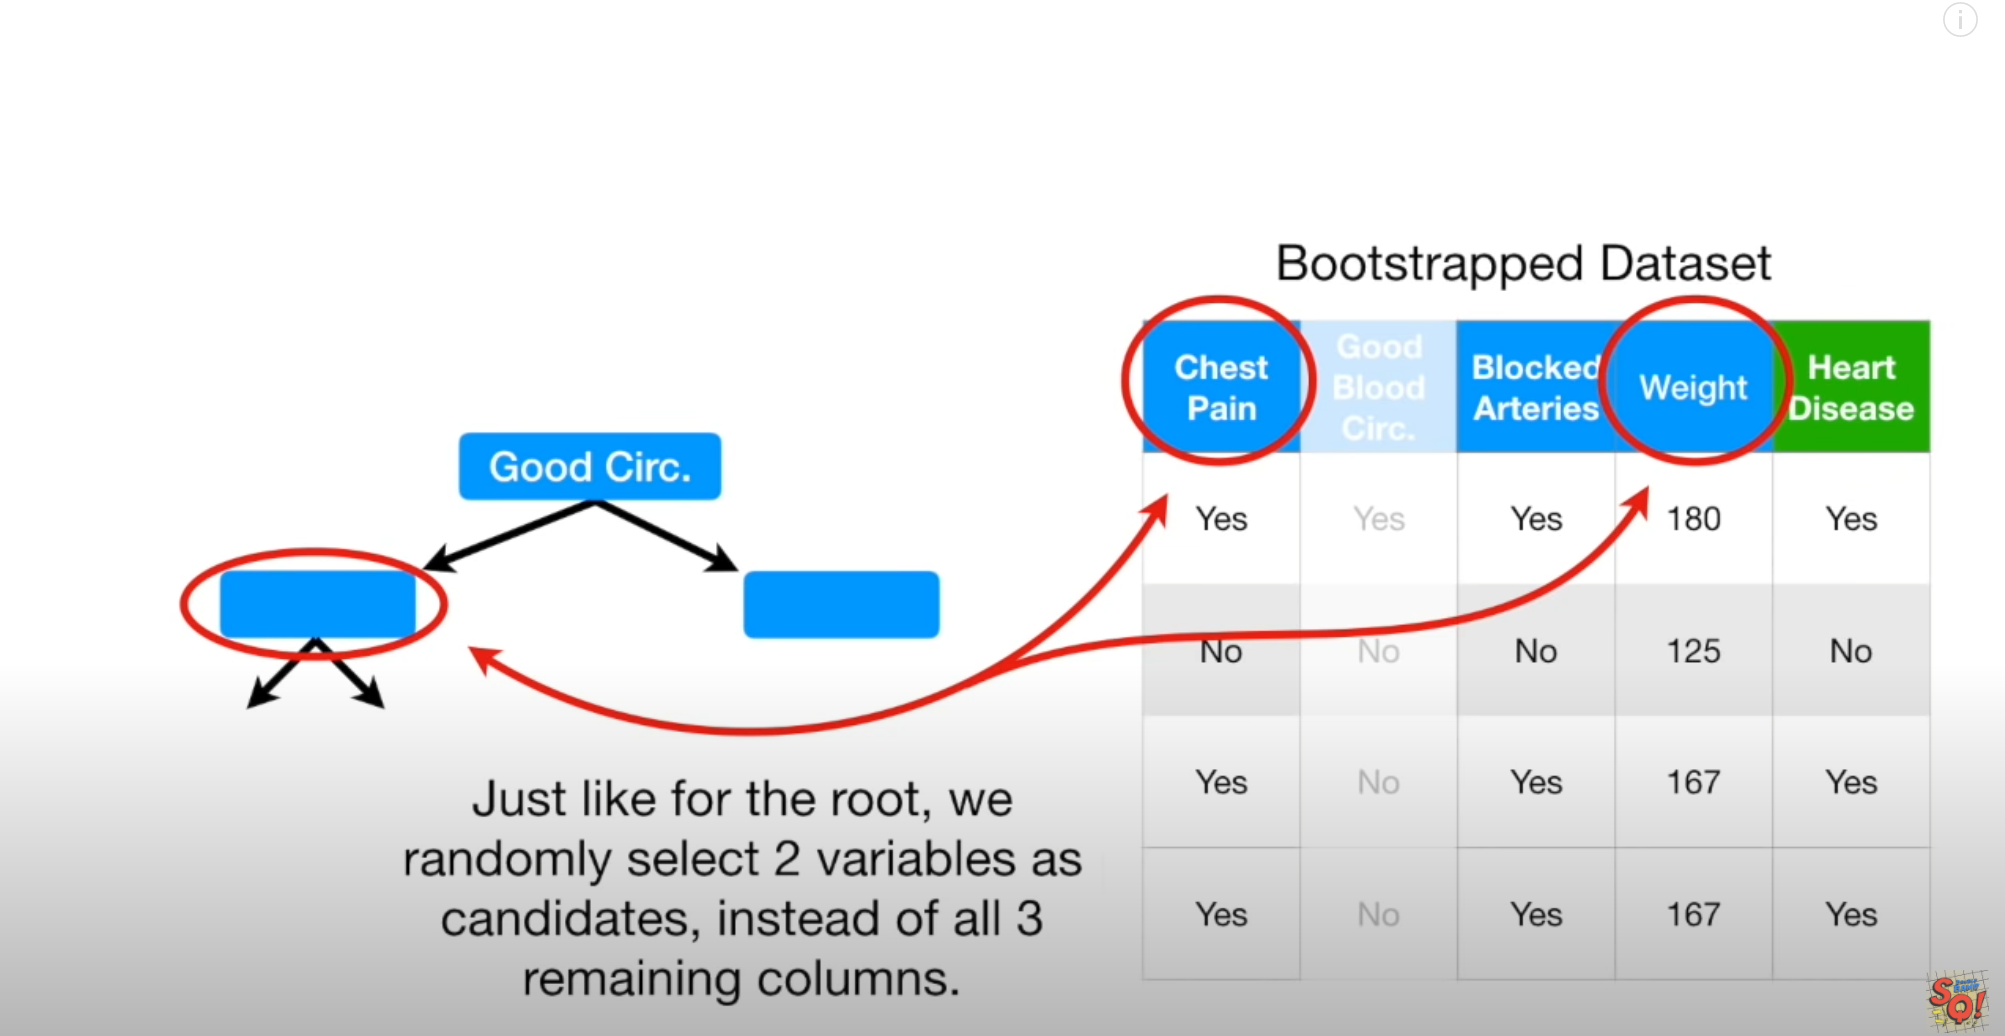 Bootstrapped Dataset
Chest Pain
Good Blood Circ.
Blocked Arteries
Weight
Heart Disease
Good Circ.
Yes Yes Yes 180 Yes
No No No 125 No
Yes No Yes 167 Yes
Yes No Yes 167 Yes
Just like for the root, we
randomly select 2 variables as
candidates, instead of all 3
remaining columns.
SQ!